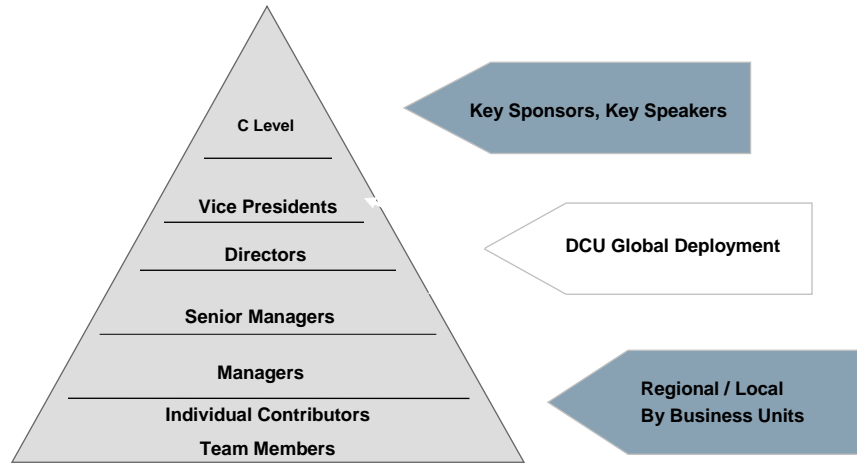 C Level
Key Sponsors, Key Speakers
Vice Presidents
Directors
DCU Global Deployment
Senior Managers
Managers
Individual Contributors
Team Members
Regional / Local
By Business Units